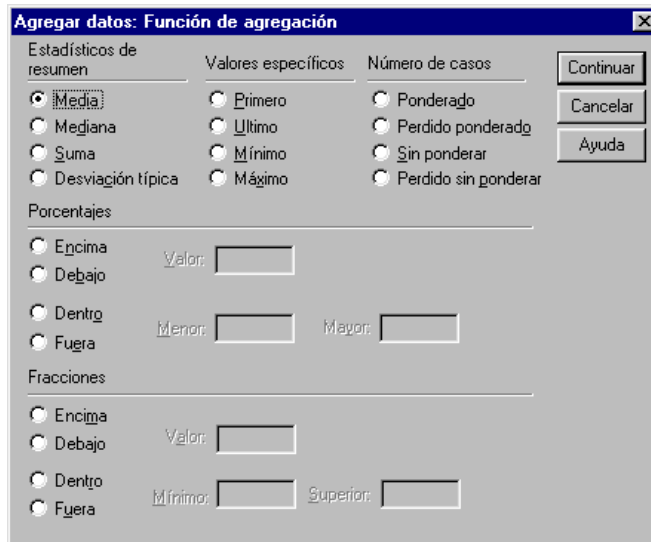 Agregar datos: Función de agregación
Estadísticos de
resumen
Valores específicos
Número de casos
Continuar
Cancelar
Ayuda
Media
Primero
Ponderado
Mediana
Ultimo
Perdido ponderado
Suma
Mínimo
Sin ponderar
Desviación típica
Máximo
Perdido sin ponderar
Porcentajes
Encima
Debajo
Valor:
Dentro
Fuera
Menor:
Mayor:
Fracciones
Encima
Debajo
Valor:
Dentro
Fuera
Mínimo:
Superior: